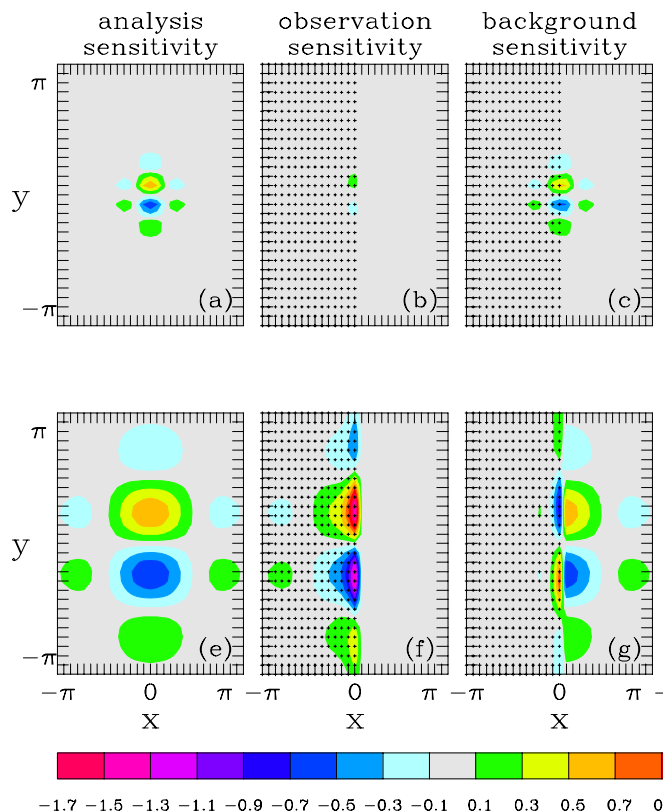 analysis sensitivity
observation sensitivity
background sensitivity
π
y
−π
(a)
(b)
(c)
π
y
−π
(e)
(f)
(g)
−π 0 π −π 0 π −π 0 π −
x x x
−1.7 −1.5 −1.3 −1.1 −0.9 −0.7 −0.5 −0.3 −0.1 0.1 0.3 0.5 0.7 0